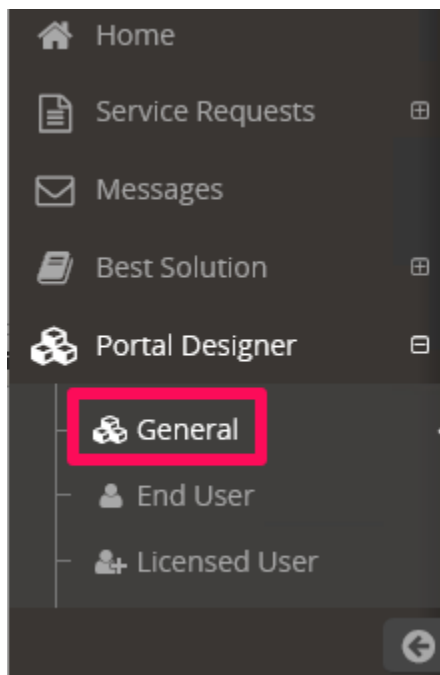 Home
Service Requests
Messages
Best Solution
Portal Designer
General
End User
Licensed User